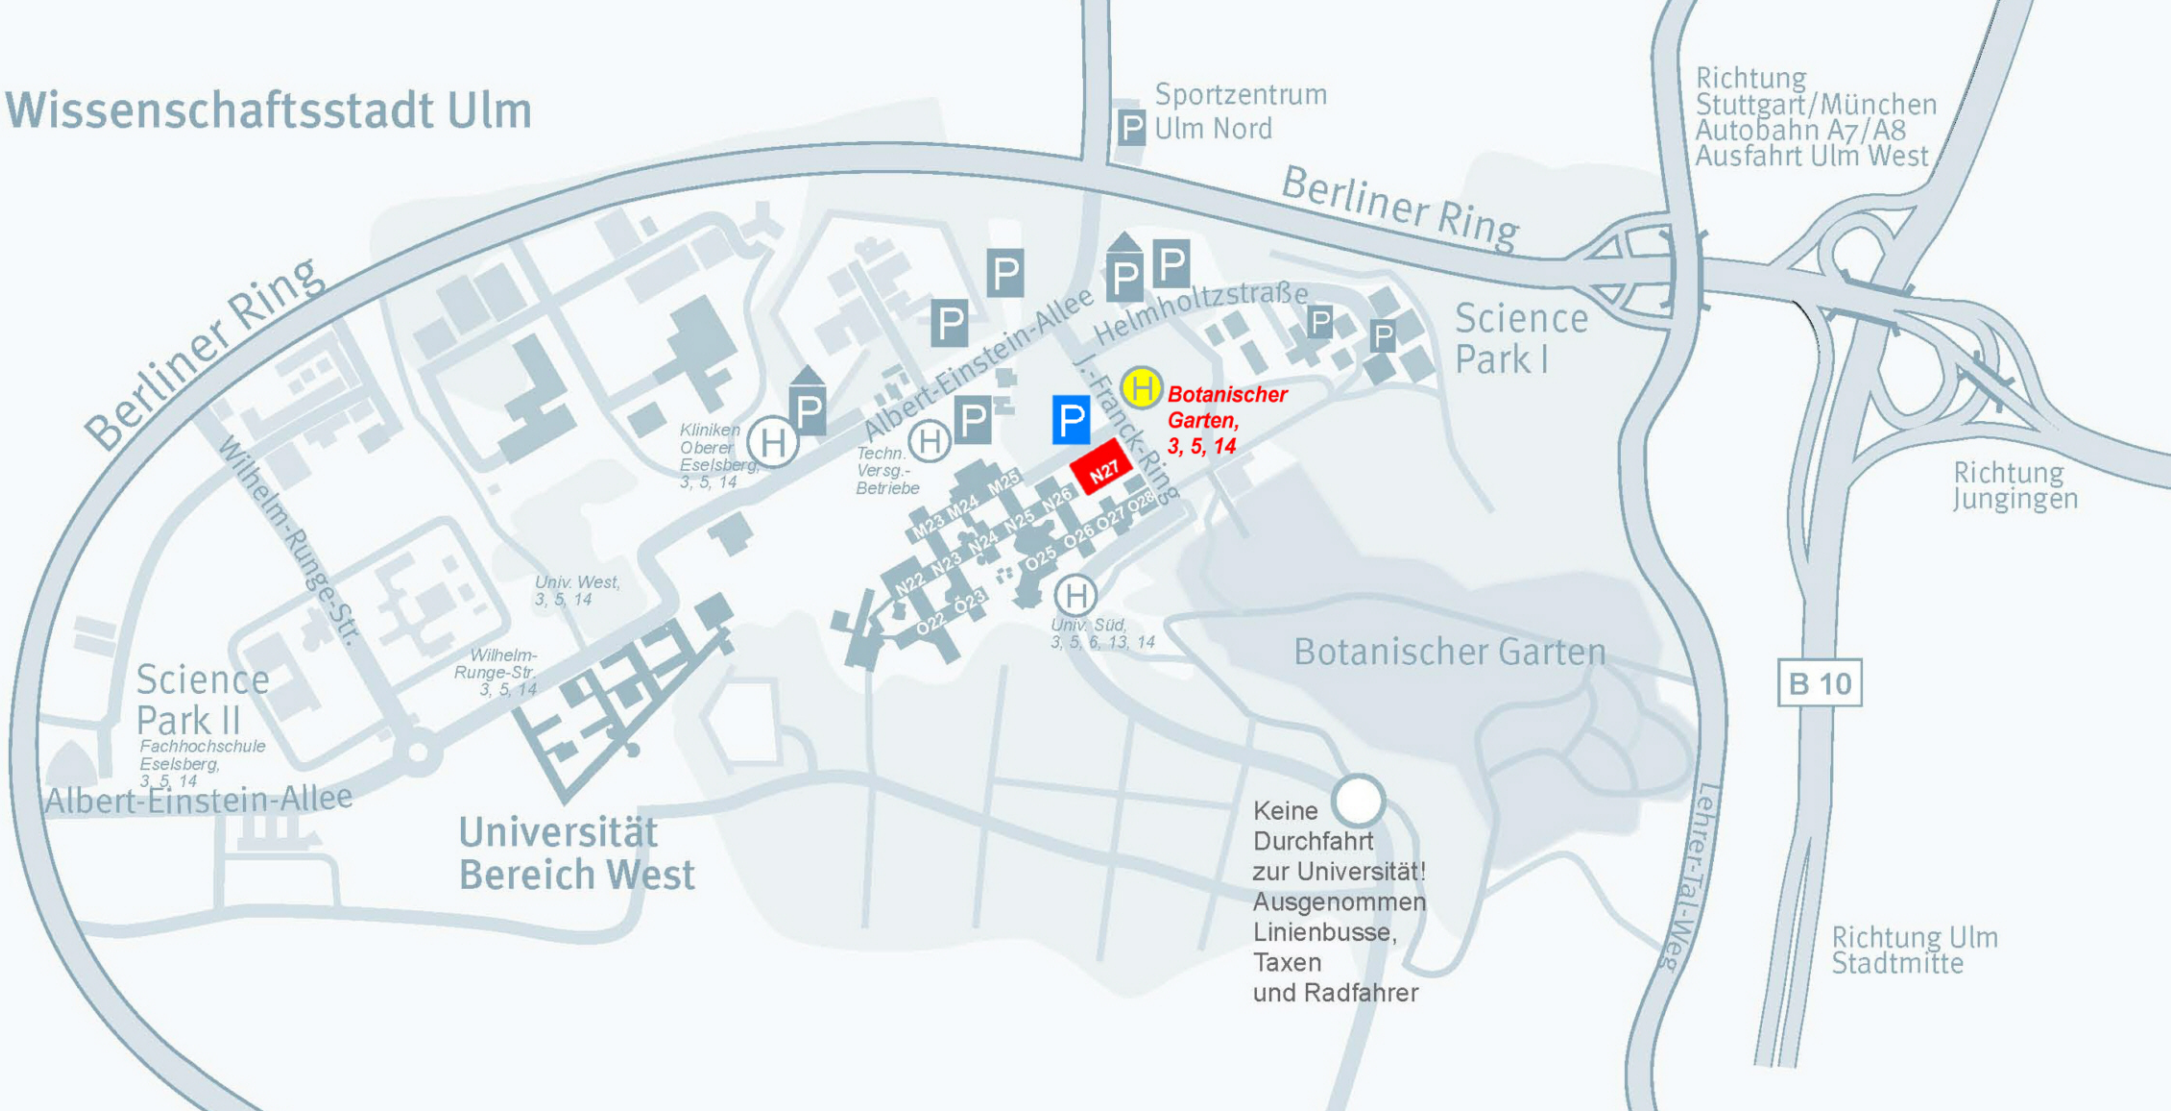 Wissenschaftsstadt Ulm
Sportzentrum
Ulm Nord
P
Richtung
Stuttgart/München
Autobahn A7/A8
Ausfahrt Ulm West
Berliner Ring
Berliner Ring
P
P
P
P
Helmholtzstraße
P
P
Science
Park I
Albert-Einstein-Allee
J.-Franck-Ring
H
Botanischer
Garten,
3, 5, 14
P
H
Kliniken
Oberer
Eselsberg,
3, 5, 14
P
H
Techn.
Versg.-
Betriebe
P
N27
Richtung
Jungingen
Wilhelm-Runge-Str.
M23 M24 M25
N22 N23 N24 N25 N26
O22 O23 O25 O26 O27 O28
Univ. West,
3, 5, 14
H
Univ. Süd,
3, 5, 6, 13, 14
Botanischer Garten
Wilhelm-
Runge-Str.
3, 5, 14
Science
Park II
Fachhochschule
Eselsberg,
3, 5, 14
Albert-Einstein-Allee
B 10
Universität
Bereich West
Keine
Durchfahrt
zur Universität!
Ausgenommen
Linienbusse,
Taxen
und Radfahrer
Lehrer-Tal-Weg
Richtung Ulm
Stadtmitte